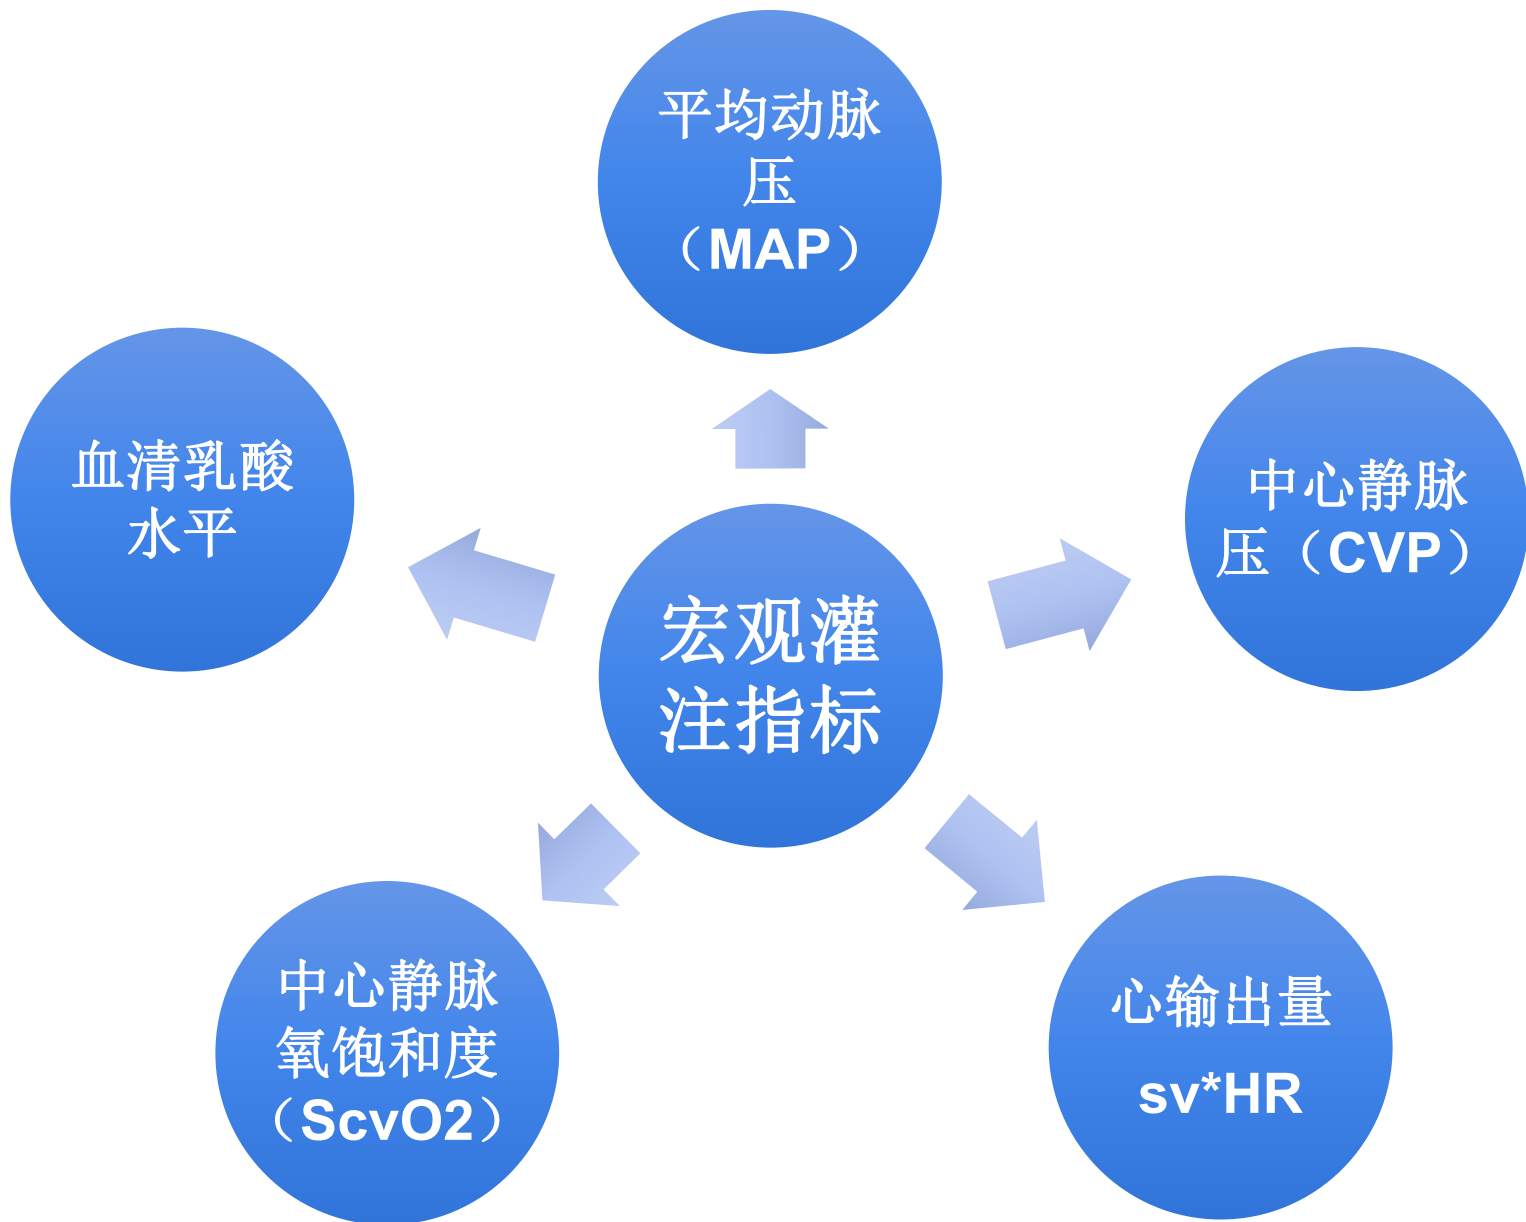 平均动脉
压
（MAP）
血清乳酸
水平
中心静脉
压（CVP）
宏观灌
注指标
中心静脉
氧饱和度
（ScvO2）
心输出量
sv*HR